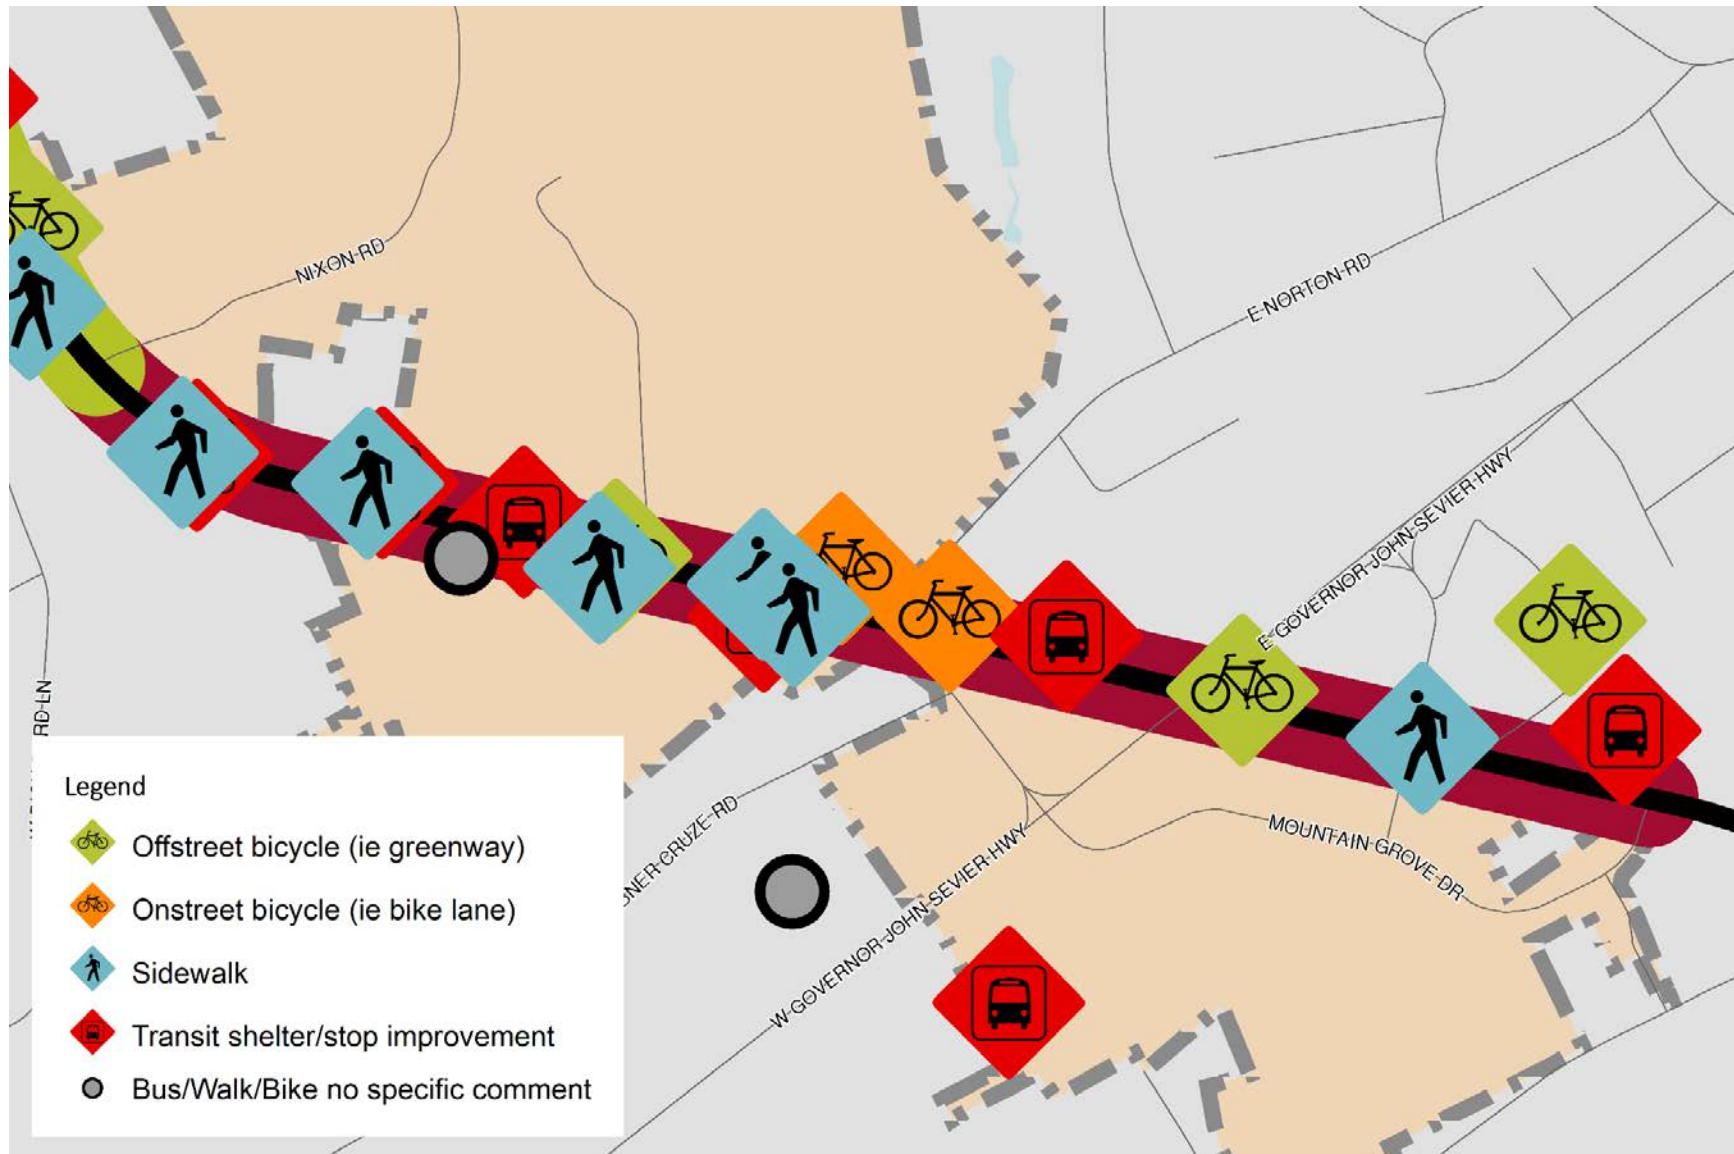 NIXON RD
E NORTON RD
E GOVERNOR JOHN SEVIER HWY
RD LN
CRUZE RD
MOUNTAIN GROVE DR
W GOVERNOR JOHN SEVIER HWY
Legend
Offstreet bicycle (ie greenway)
Onstreet bicycle (ie bike lane)
Sidewalk
Transit shelter/stop improvement
Bus/Walk/Bike no specific comment